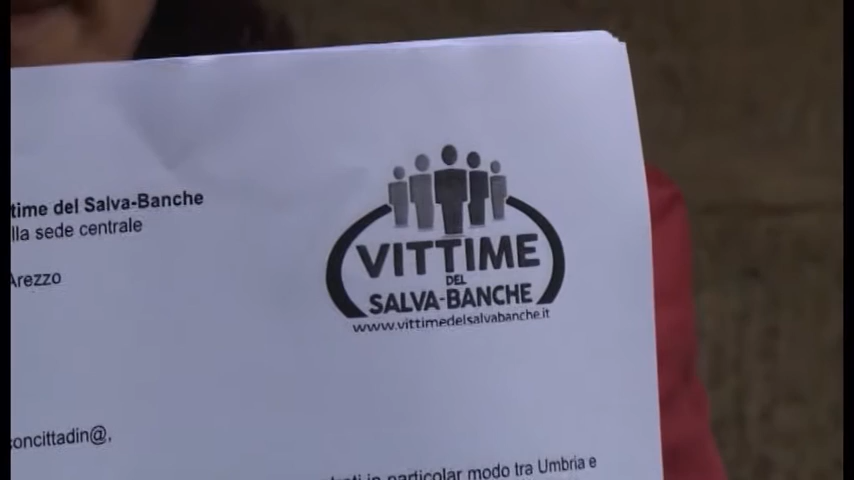 time del Salva-Banche
lla sede centrale
Arezzo
VITTIME
DEL
SALVA-BANCHE
www.vittimedelsalvabanche.it
concittadin@,
in particolar modo tra Umbria e